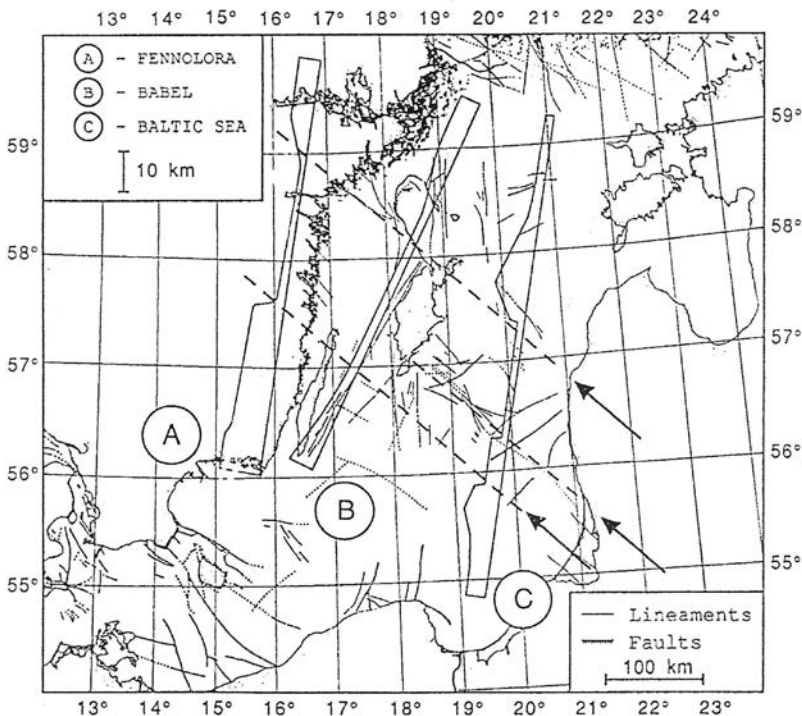 13° 14° 15° 16° 17° 18° 19° 20° 21° 22° 23° 24°
A - FENNOLORA
B - BABEL
C - BALTIC SEA
10 km
59° 59°
58° 58°
57° 57°
A
56° 56°
B
55° 55°
C
Lineaments
Faults
100 km
13° 14° 15° 16° 17° 18° 19° 20° 21° 22° 23°